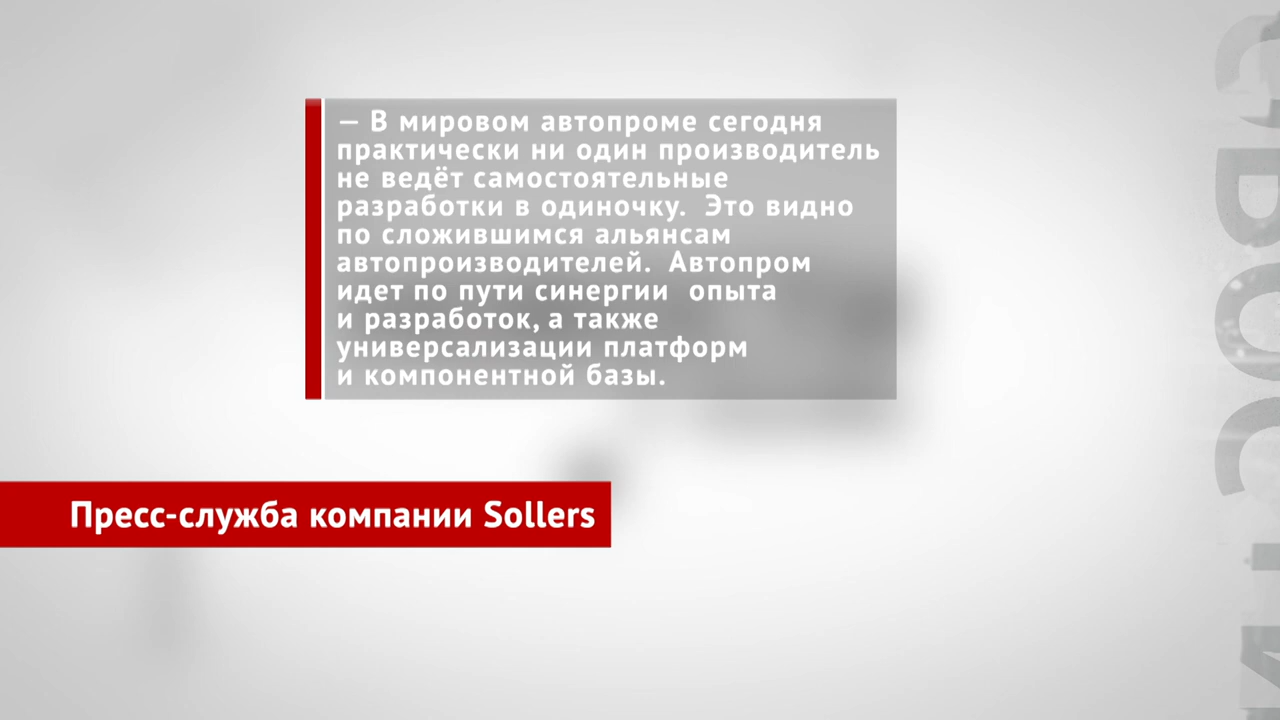 — В мировом автопроме сегодня
практически ни один производитель
не ведёт самостоятельные
разработки в одиночку.  Это видно
по сложившимся альянсам
автопроизводителей.  Автопром
идет по пути синергии  опыта
и разработок, а также
универсализации платформ
и компонентной базы.
Пресс-служба компании Sollers